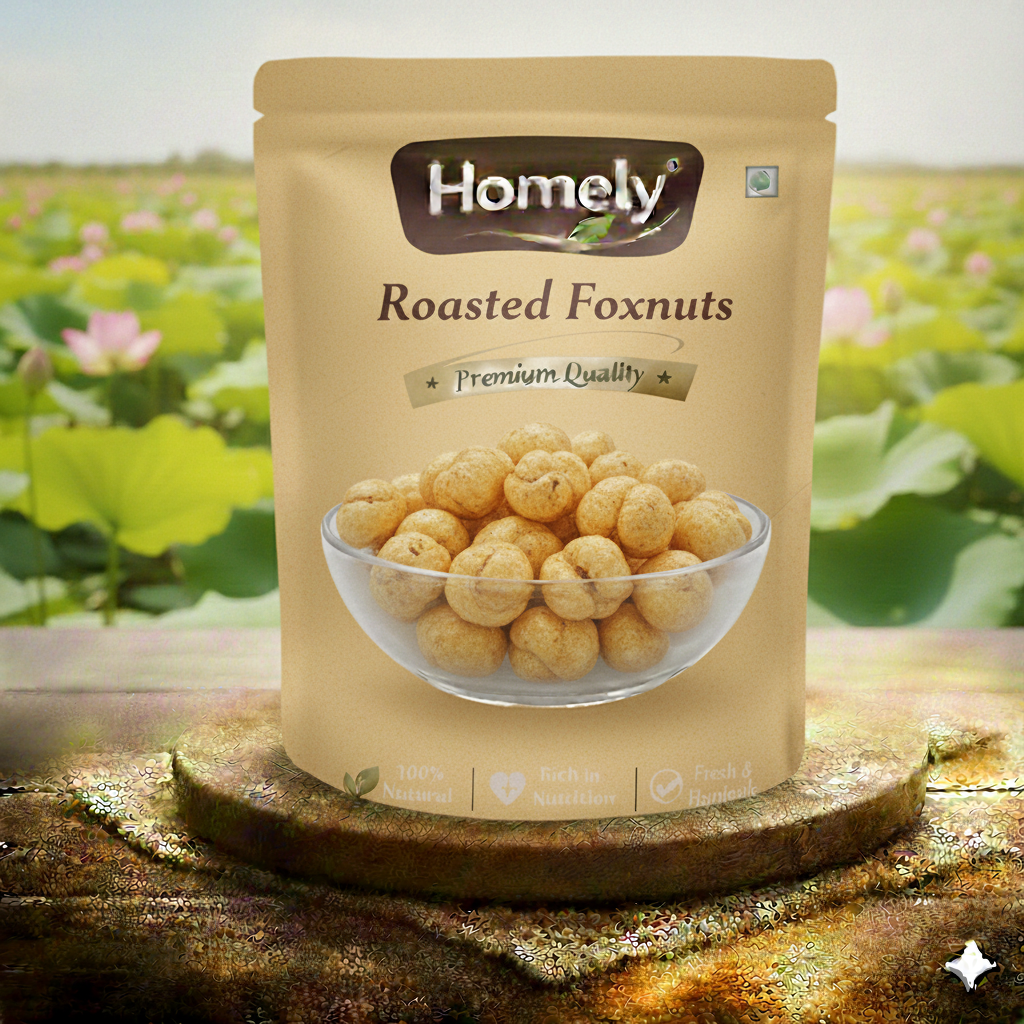 Homely
Roasted Foxnuts
★ Premium Quality ★
100%
Natural
Rich in
Nutrition
Fresh &